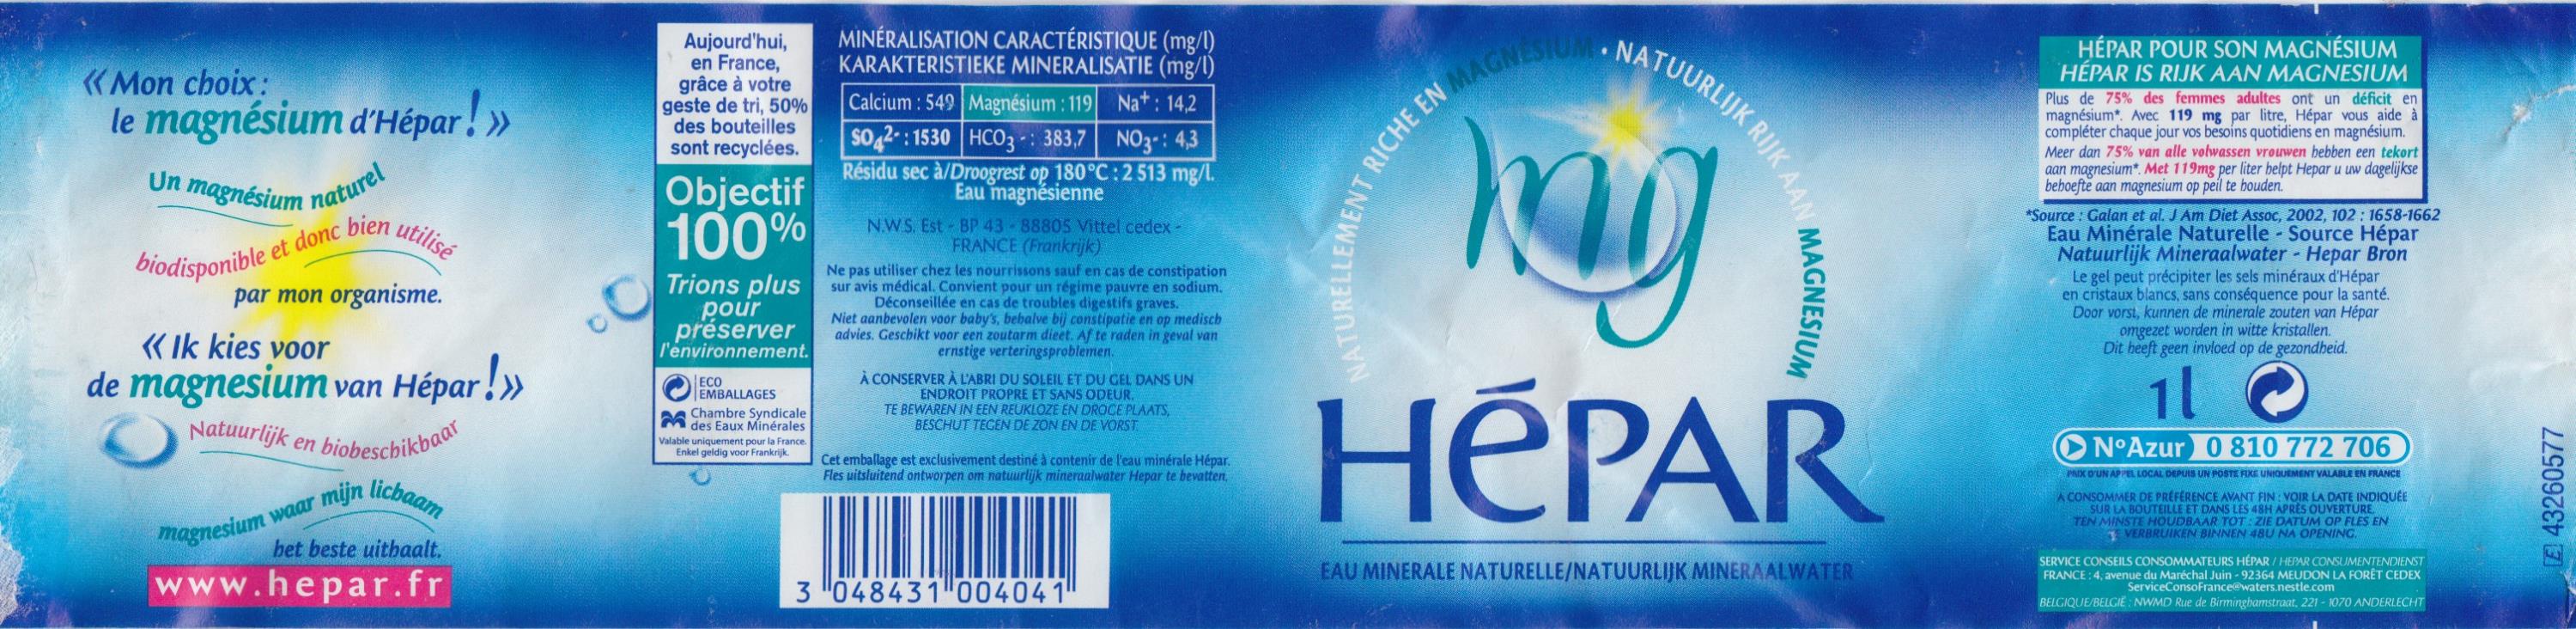 « Mon choix :
le magnésium d'Hépar ! »
Un magnésium naturel
biodisponible et donc bien utilisé
par mon organisme.
« Ik kies voor
de magnesium van Hépar ! »
Natuurlijk en biobeschikbaar
magnesium waar mijn lichaam
het beste uithaalt.
www.hepar.fr
Aujourd'hui,
en France,
grâce à votre
geste de tri, 50%
des bouteilles
sont recyclées.
Objectif
100%
Trions plus
pour
préserver
l'environnement.
ECO
EMBALLAGES
Chambre Syndicale
des Eaux Minérales
Valable uniquement pour la France.
Enkel geldig voor Frankrijk.
MINÉRALISATION CARACTÉRISTIQUE (mg/l)
KARAKTERISTIEKE MINERALISATIE (mg/l)
Calcium : 549 Magnésium : 119 Na+ : 14,2
SO4 2- : 1530 HCO3 - : 383,7 NO3- : 4,3
Résidu sec à/Droogrest op 180°C : 2 513 mg/l.
Eau magnésienne
N.W.S. Est - BP 43 - 88805 Vittel cedex -
FRANCE (Frankrijk)
Ne pas utiliser chez les nourrissons sauf en cas de constipation
sur avis médical. Convient pour un régime pauvre en sodium.
Déconseillée en cas de troubles digestifs graves.
Niet aanbevolen voor baby's, behalve bij constipatie en op medisch
advies. Geschikt voor een zoutarm dieet. Af te raden in geval van
ernstige verteringsproblemen.
À CONSERVER À L'ABRI DU SOLEIL ET DU GEL DANS UN
ENDROIT PROPRE ET SANS ODEUR.
TE BEWAREN IN EEN REUKLOZE EN DROGE PLAATS,
BESCHUT TEGEN DE ZON EN DE VORST.
Cet emballage est exclusivement destiné à contenir de l'eau minérale Hépar.
Fles uitsluitend ontworpen om natuurlijk mineraalwater Hepar te bevatten.
3 048431 004041
NATURELLEMENT RICHE EN MAGNÉSIUM • NATUURLIJK RIJK AAN MAGNESIUM
mg
HÉPAR
EAU MINERALE NATURELLE/NATUURLIJK MINERAALWATER
HÉPAR POUR SON MAGNÉSIUM
HÉPAR IS RIJK AAN MAGNESIUM
Plus de 75% des femmes adultes ont un déficit en
magnésium*. Avec 119 mg par litre, Hépar vous aide à
compléter chaque jour vos besoins quotidiens en magnésium.
Meer dan 75% van alle volwassen vrouwen hebben een tekort
aan magnesium*. Met 119mg per liter helpt Hepar u uw dagelijkse
behoefte aan magnesium op peil te houden.
*Source : Galan et al. J Am Diet Assoc, 2002, 102 : 1658-1662
Eau Minérale Naturelle - Source Hépar
Natuurlijk Mineraalwater - Hepar Bron
Le gel peut précipiter les sels minéraux d'Hépar
en cristaux blancs, sans conséquence pour la santé.
Door vorst, kunnen de minerale zouten van Hépar
omgezet worden in witte kristallen.
Dit heeft geen invloed op de gezondheid.
1l
N°Azur 0 810 772 706
PRIX D'UN APPEL LOCAL DEPUIS UN POSTE FIXE UNIQUEMENT VALABLE EN FRANCE
À CONSOMMER DE PRÉFÉRENCE AVANT FIN : VOIR LA DATE INDIQUÉE
SUR LA BOUTEILLE ET DANS LES 48H APRÈS OUVERTURE.
TEN MINSTE HOUDBAAR TOT : ZIE DATUM OP FLES EN
TE VERBRUIKEN BINNEN 48U NA OPENING.
SERVICE CONSEILS CONSOMMATEURS HÉPAR / HEPAR CONSUMENTENDIENST
FRANCE : 4, avenue du Maréchal Juin - 92364 MEUDON LA FORÊT CEDEX
ServiceConsoFrance@waters.nestle.com
BELGIQUE/BELGIË : NWMD Rue de Birminghamstraat, 221 - 1070 ANDERLECHT
E 43260577